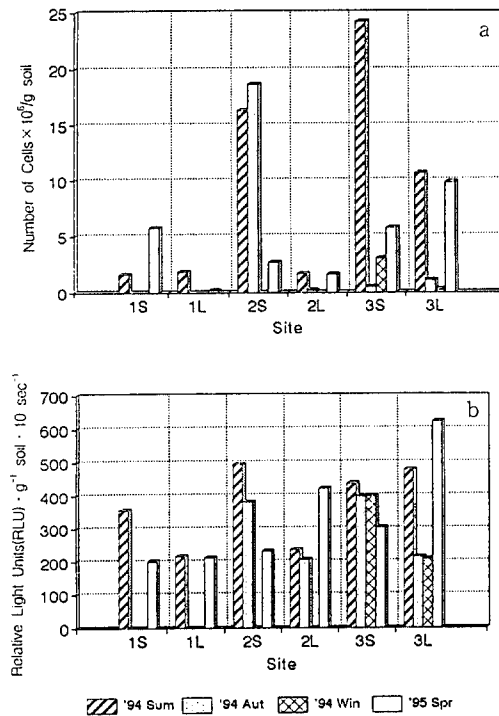 a
Number of Cells × 10⁶/g soil
25
20
15
10
5
0
1S 1L 2S 2L 3S 3L
Site
b
Relative Light Units(RLU) · g⁻¹ soil · 10 sec⁻¹
700
600
500
400
300
200
100
0
1S 1L 2S 2L 3S 3L
Site
'94 Sum '94 Aut '94 Win '95 Spr